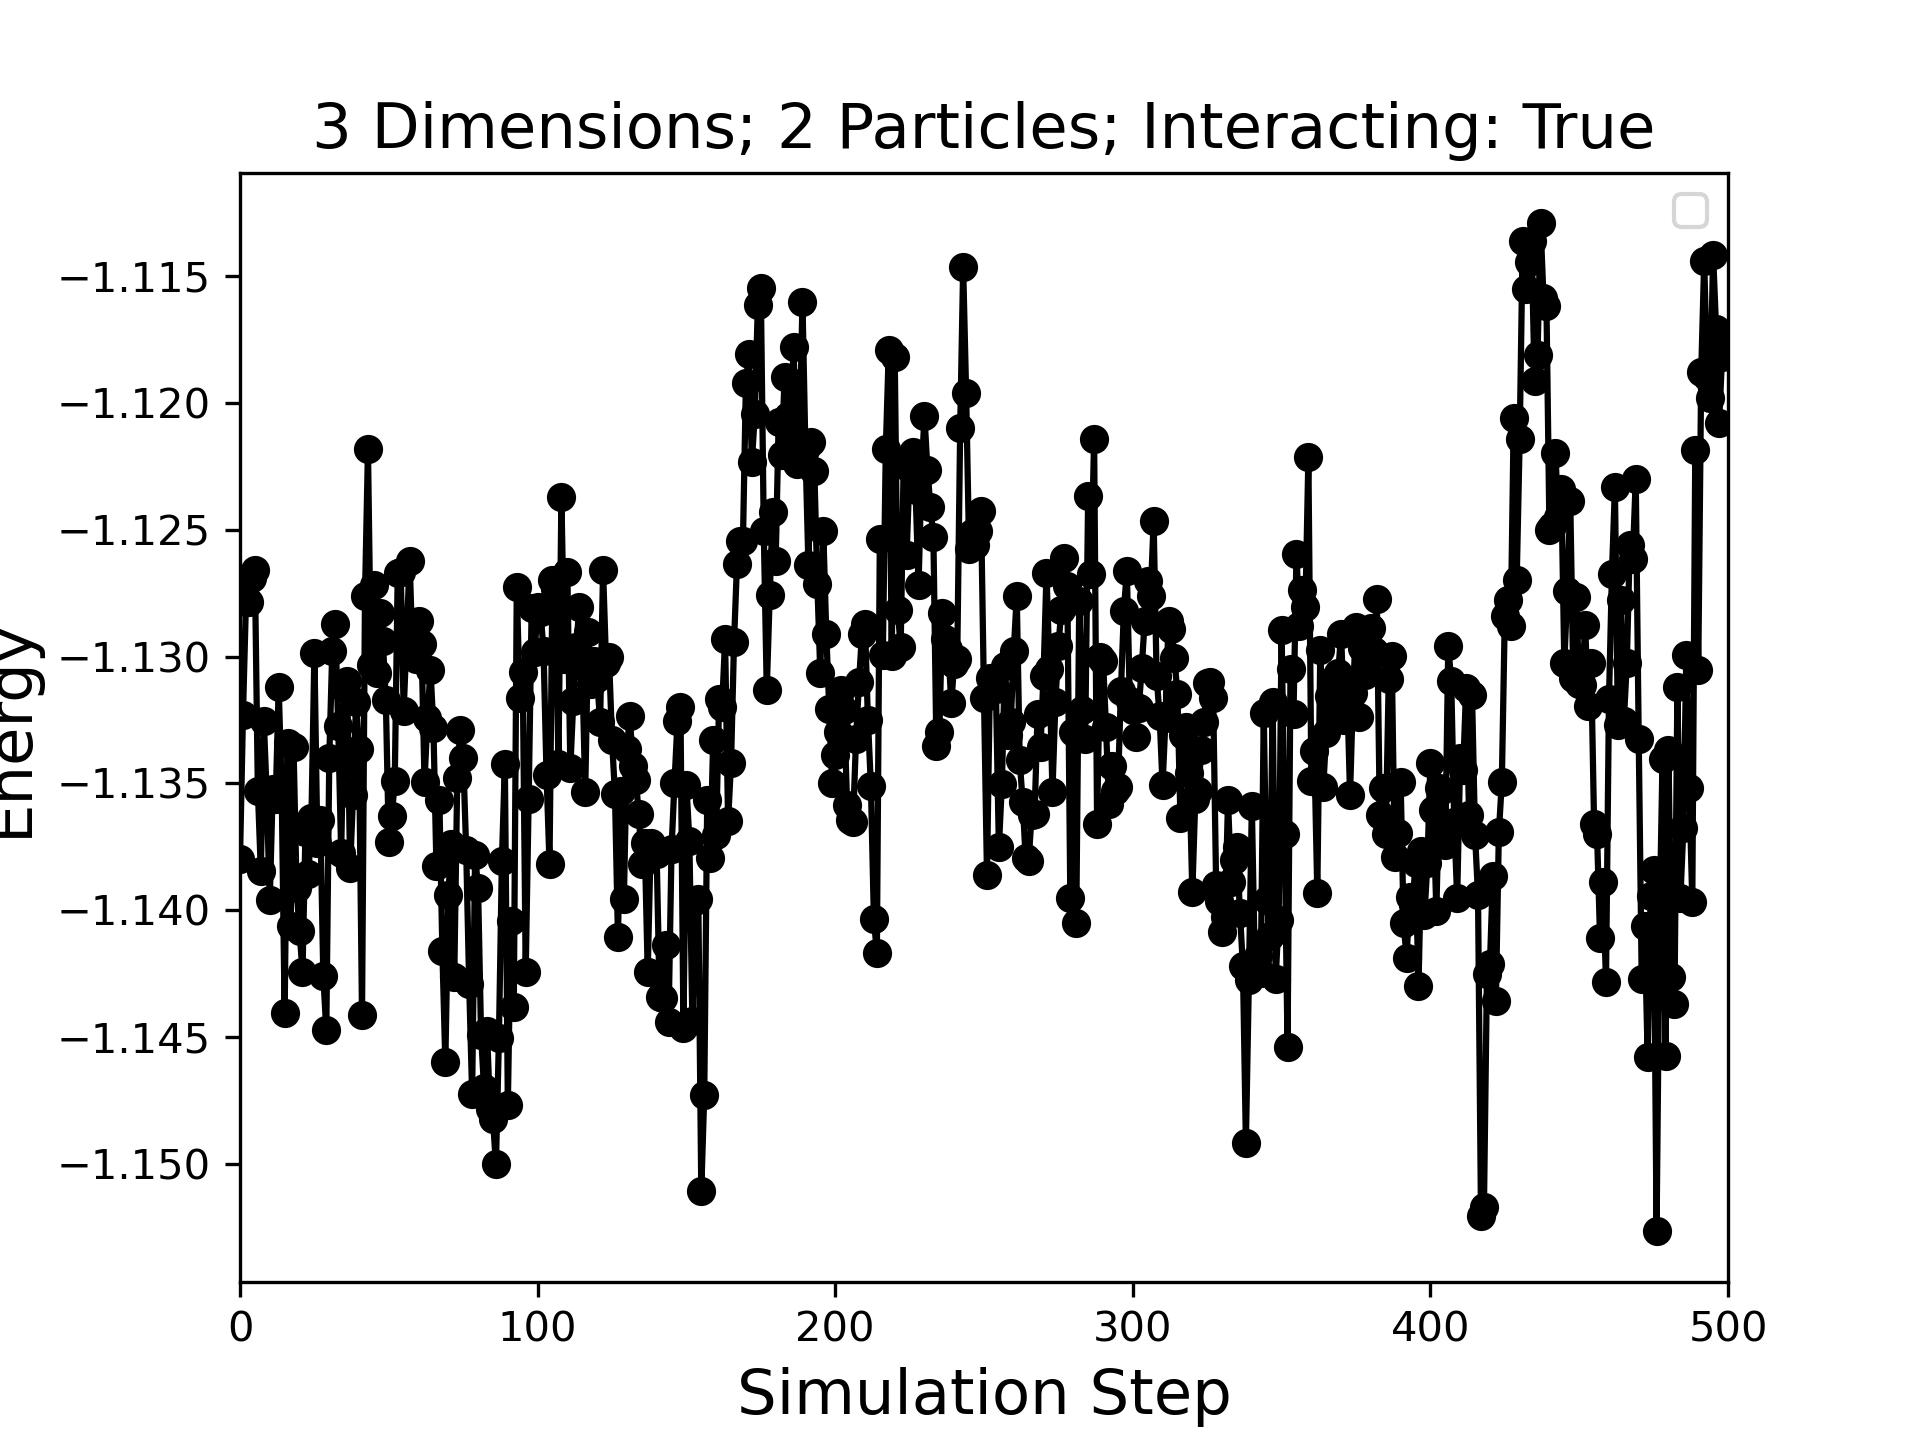 3 Dimensions; 2 Particles; Interacting: True
Energy
−1.115
−1.120
−1.125
−1.130
−1.135
−1.140
−1.145
−1.150
0 100 200 300 400 500
Simulation Step